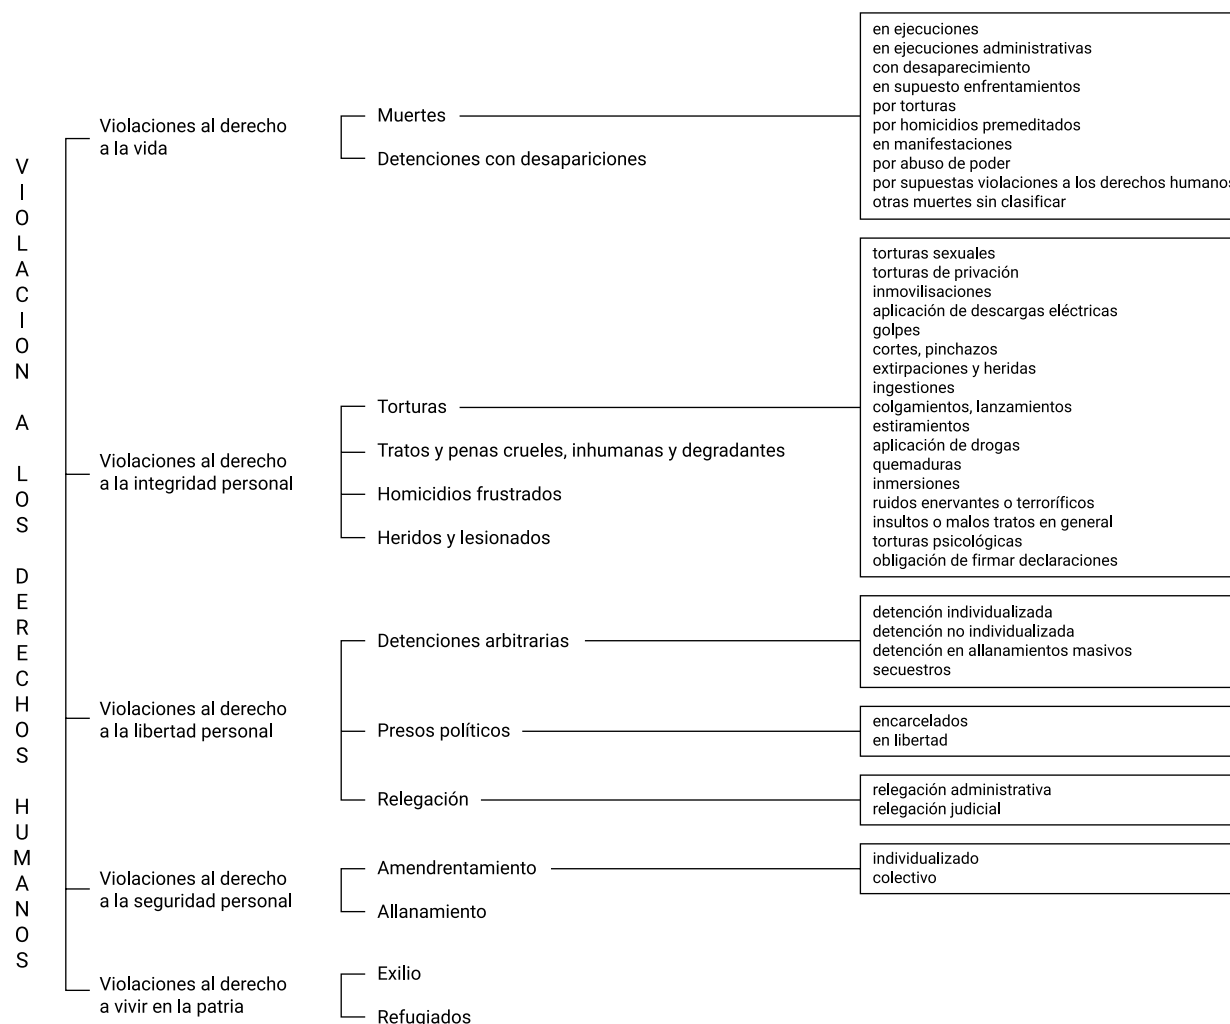 VIOLACION A LOS DERECHOS HUMANOS
Violaciones al derecho
a la vida
Muertes
en ejecuciones
en ejecuciones administrativas
con desaparecimiento
en supuesto enfrentamientos
por torturas
por homicidios premeditados
en manifestaciones
por abuso de poder
por supuestas violaciones a los derechos humanos
otras muertes sin clasificar
Detenciones con desapariciones
Violaciones al derecho
a la integridad personal
Torturas
torturas sexuales
torturas de privación
inmovilisaciones
aplicación de descargas eléctricas
golpes
cortes, pinchazos
extirpaciones y heridas
ingestiones
colgamientos, lanzamientos
estiramientos
aplicación de drogas
quemaduras
inmersiones
ruidos enervantes o terroríficos
insultos o malos tratos en general
torturas psicológicas
obligación de firmar declaraciones
Tratos y penas crueles, inhumanas y degradantes
Homicidios frustrados
Heridos y lesionados
Violaciones al derecho
a la libertad personal
Detenciones arbitrarias
detención individualizada
detención no individualizada
detención en allanamientos masivos
secuestros
Presos políticos
encarcelados
en libertad
Relegación
relegación administrativa
relegación judicial
Violaciones al derecho
a la seguridad personal
Amendrentamiento
individualizado
colectivo
Allanamiento
Violaciones al derecho
a vivir en la patria
Exilio
Refugiados